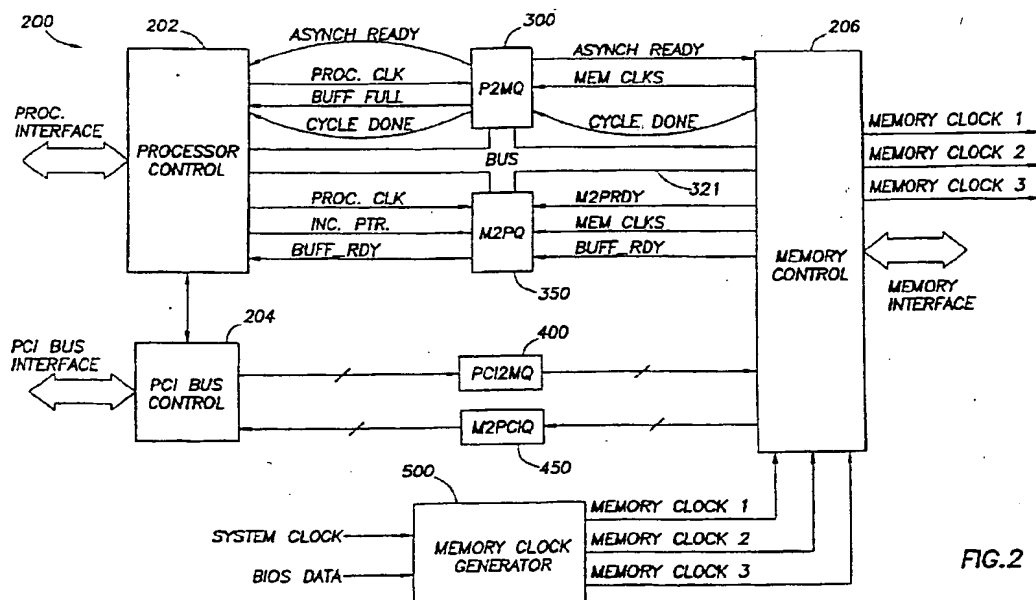 200
202
300
206
ASYNCH READY
ASYNCH READY
PROC. CLK
P2MQ
MEM CLKS
BUFF FULL
CYCLE DONE
CYCLE DONE
PROC.
INTERFACE
PROCESSOR
CONTROL
BUS
321
MEMORY CLOCK 1
MEMORY CLOCK 2
MEMORY CLOCK 3
PROC. CLK
M2PRDY
INC. PTR.
M2PQ
MEM CLKS
BUFF_RDY
BUFF_RDY
350
MEMORY
CONTROL
MEMORY
INTERFACE
204
400
PCI BUS
INTERFACE
PCI BUS
CONTROL
PCI2MQ
M2PCIQ
450
500
SYSTEM CLOCK
BIOS DATA
MEMORY CLOCK
GENERATOR
MEMORY CLOCK 1
MEMORY CLOCK 2
MEMORY CLOCK 3
FIG.2